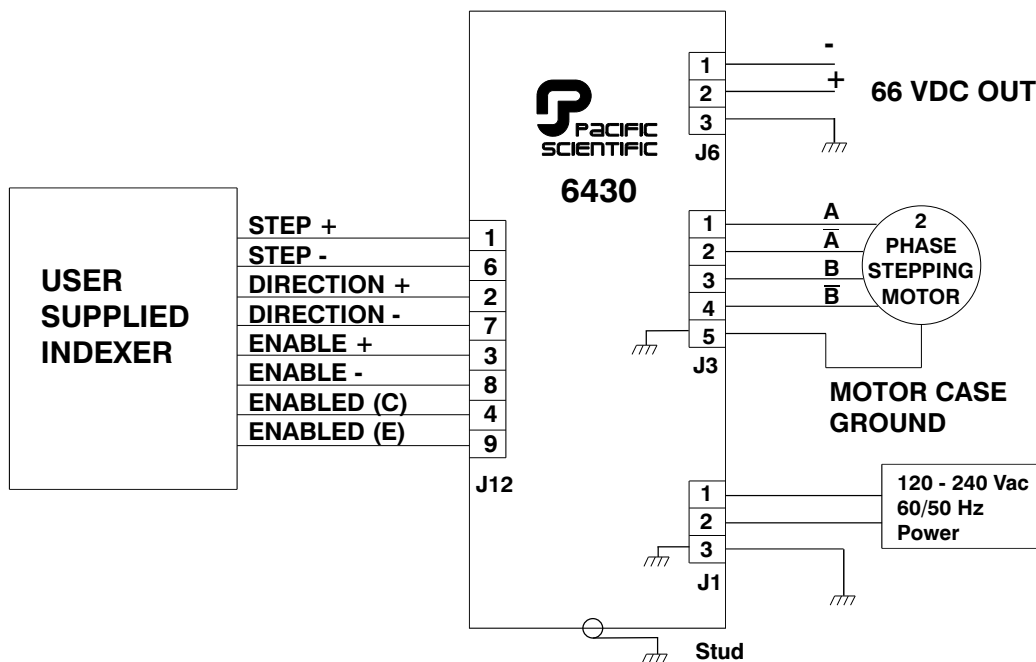 USER
SUPPLIED
INDEXER
STEP +
STEP -
DIRECTION +
DIRECTION -
ENABLE +
ENABLE -
ENABLED (C)
ENABLED (E)
1
6
2
7
3
8
4
9
J12
PACIFIC
SCIENTIFIC
6430
1
2
3
J6
-
+
66 VDC OUT
1
2
3
4
5
J3
A
A̅
B
B̅
2
PHASE
STEPPING
MOTOR
MOTOR CASE
GROUND
1
2
3
J1
120 - 240 Vac
60/50 Hz
Power
Stud